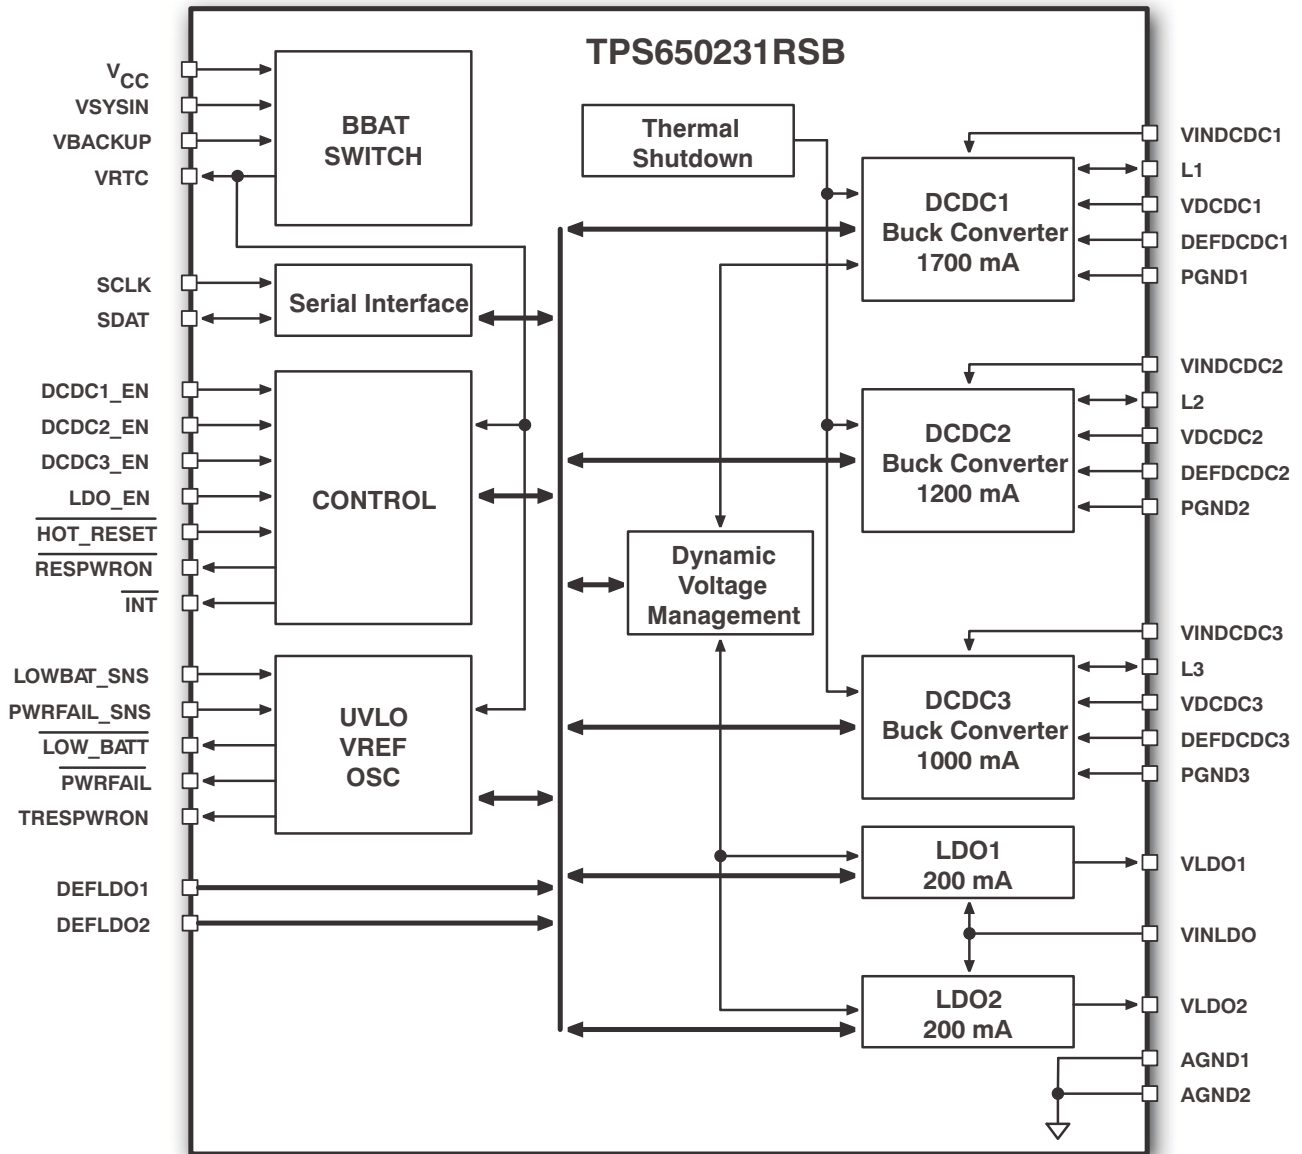 TPS650231RSB
VCC
VSYSIN
VBACKUP
VRTC
BBAT
SWITCH
SCLK
SDAT
Serial Interface
DCDC1_EN
DCDC2_EN
DCDC3_EN
LDO_EN
HOT_RESET
RESPWRON
INT
CONTROL
LOWBAT_SNS
PWRFAIL_SNS
LOW_BATT
PWRFAIL
TRESPWRON
UVLO
VREF
OSC
DEFLDO1
DEFLDO2
Thermal
Shutdown
Dynamic
Voltage
Management
DCDC1
Buck Converter
1700 mA
VINDCDC1
L1
VDCDC1
DEFDCDC1
PGND1
DCDC2
Buck Converter
1200 mA
VINDCDC2
L2
VDCDC2
DEFDCDC2
PGND2
DCDC3
Buck Converter
1000 mA
VINDCDC3
L3
VDCDC3
DEFDCDC3
PGND3
LDO1
200 mA
VLDO1
VINLDO
LDO2
200 mA
VLDO2
AGND1
AGND2